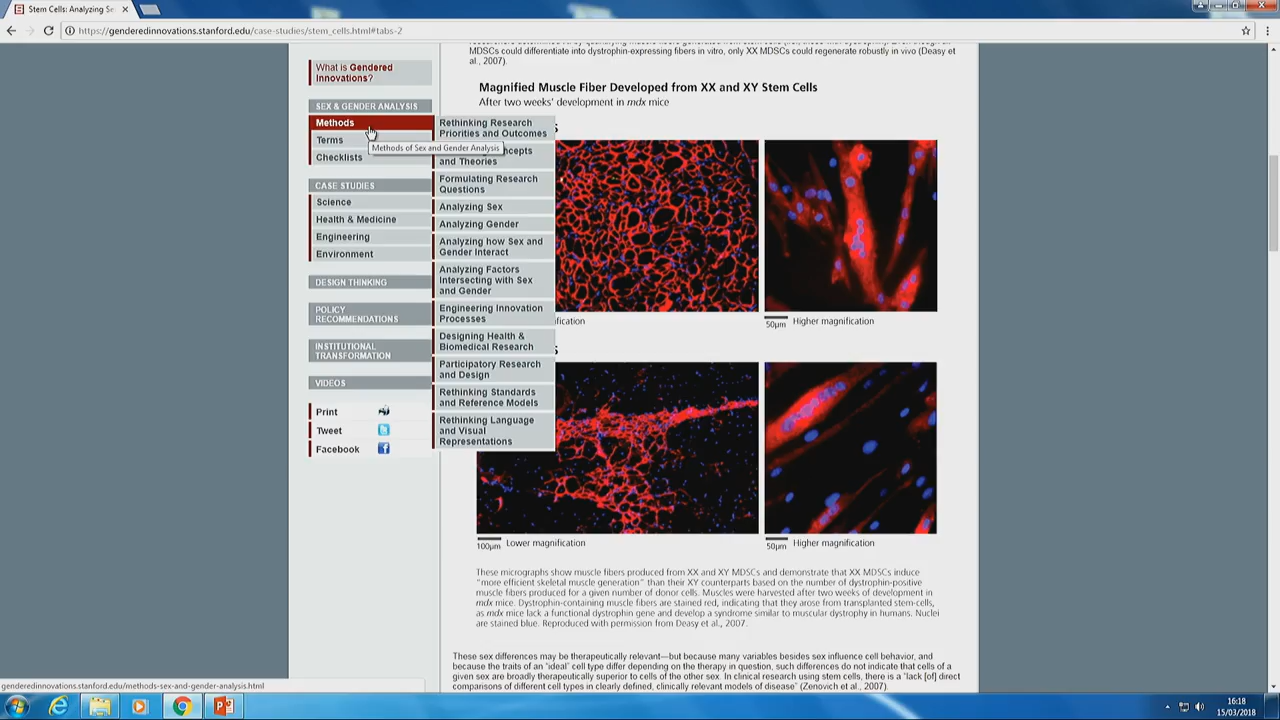 Stem Cells: Analyzing Se
https://genderedinnovations.stanford.edu/case-studies/stem_cells.html#tabs-2
MDSCs could differentiate into dystrophin-expressing fibers in vitro, only XX MDSCs could regenerate robustly in vivo (Deasy et
al., 2007).
What is Gendered
Innovations?
Magnified Muscle Fiber Developed from XX and XY Stem Cells
After two weeks' development in mdx mice
SEX & GENDER ANALYSIS
Methods
Terms
Checklists
Methods of Sex and Gender Analysis
CASE STUDIES
Science
Health & Medicine
Engineering
Environment
DESIGN THINKING
POLICY
RECOMMENDATIONS
INSTITUTIONAL
TRANSFORMATION
VIDEOS
Print
Tweet
Facebook
Rethinking Research
Priorities and Outcomes
and Theories
Formulating Research
Questions
Analyzing Sex
Analyzing Gender
Analyzing how Sex and
Gender Interact
Analyzing Factors
Intersecting with Sex
and Gender
Engineering Innovation
Processes
Designing Health &
Biomedical Research
Participatory Research
and Design
Rethinking Standards
and Reference Models
Rethinking Language
and Visual
Representations
50µm Higher magnification
100µm Lower magnification
50µm Higher magnification
These micrographs show muscle fibers produced from XX and XY MDSCs and demonstrate that XX MDSCs induce
"more efficient skeletal muscle generation" than their XY counterparts based on the number of dystrophin-positive
muscle fibers produced for a given number of donor cells. Muscles were harvested after two weeks of development in
mdx mice. Dystrophin-containing muscle fibers are stained red, indicating that they arose from transplanted stem-cells,
as mdx mice lack a functional dystrophin gene and develop a syndrome similar to muscular dystrophy in humans. Nuclei
are stained blue. Reproduced with permission from Deasy et al., 2007.
These sex differences may be therapeutically relevant—but because many variables besides sex influence cell behavior, and
because the traits of an "ideal" cell type differ depending on the therapy in question, such differences do not indicate that cells of a
given sex are broadly therapeutically superior to cells of the other sex. In clinical research using stem cells, there is a "lack [of] direct
comparisons of different cell types in clearly defined, clinically relevant models of disease" (Zenovich et al., 2007).
genderedinnovations.stanford.edu/methods-sex-and-gender-analysis.html
16:18
15/03/2018